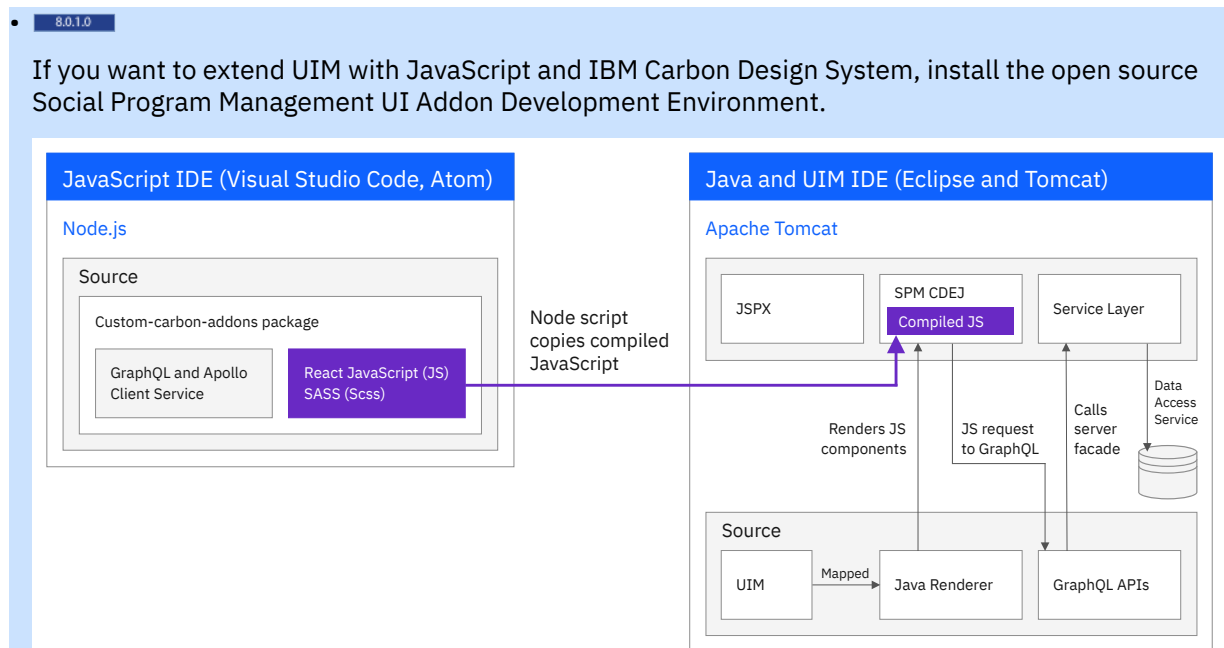 8.0.1.0
If you want to extend UIM with JavaScript and IBM Carbon Design System, install the open source
Social Program Management UI Addon Development Environment.
JavaScript IDE (Visual Studio Code, Atom)
Node.js
Source
Custom-carbon-addons package
GraphQL and Apollo
Client Service
React JavaScript (JS)
SASS (Scss)
Node script
copies compiled
JavaScript
Java and UIM IDE (Eclipse and Tomcat)
Apache Tomcat
JSPX
SPM CDEJ
Compiled JS
Service Layer
Renders JS
components
JS request
to GraphQL
Calls
server
facade
Data
Access
Service
Source
UIM
Mapped
Java Renderer
GraphQL APIs